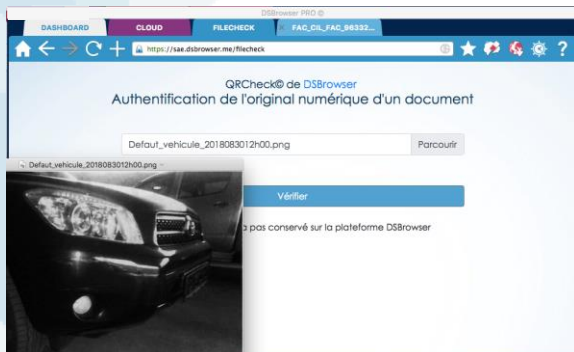 DSBrowser PRO ©
DASHBOARD
CLOUD
FILECHECK
FAC_CIL_FAC_96332...
https://sae.dsbrowser.me/filecheck
QRCheck© de DSBrowser
Authentification de l'original numérique d'un document
Defaut_vehicule_2018083012h00.png
Parcourir
Defaut_vehicule_2018083012h00.png
Vérifier
a pas conservé sur la plateforme DSBrowser